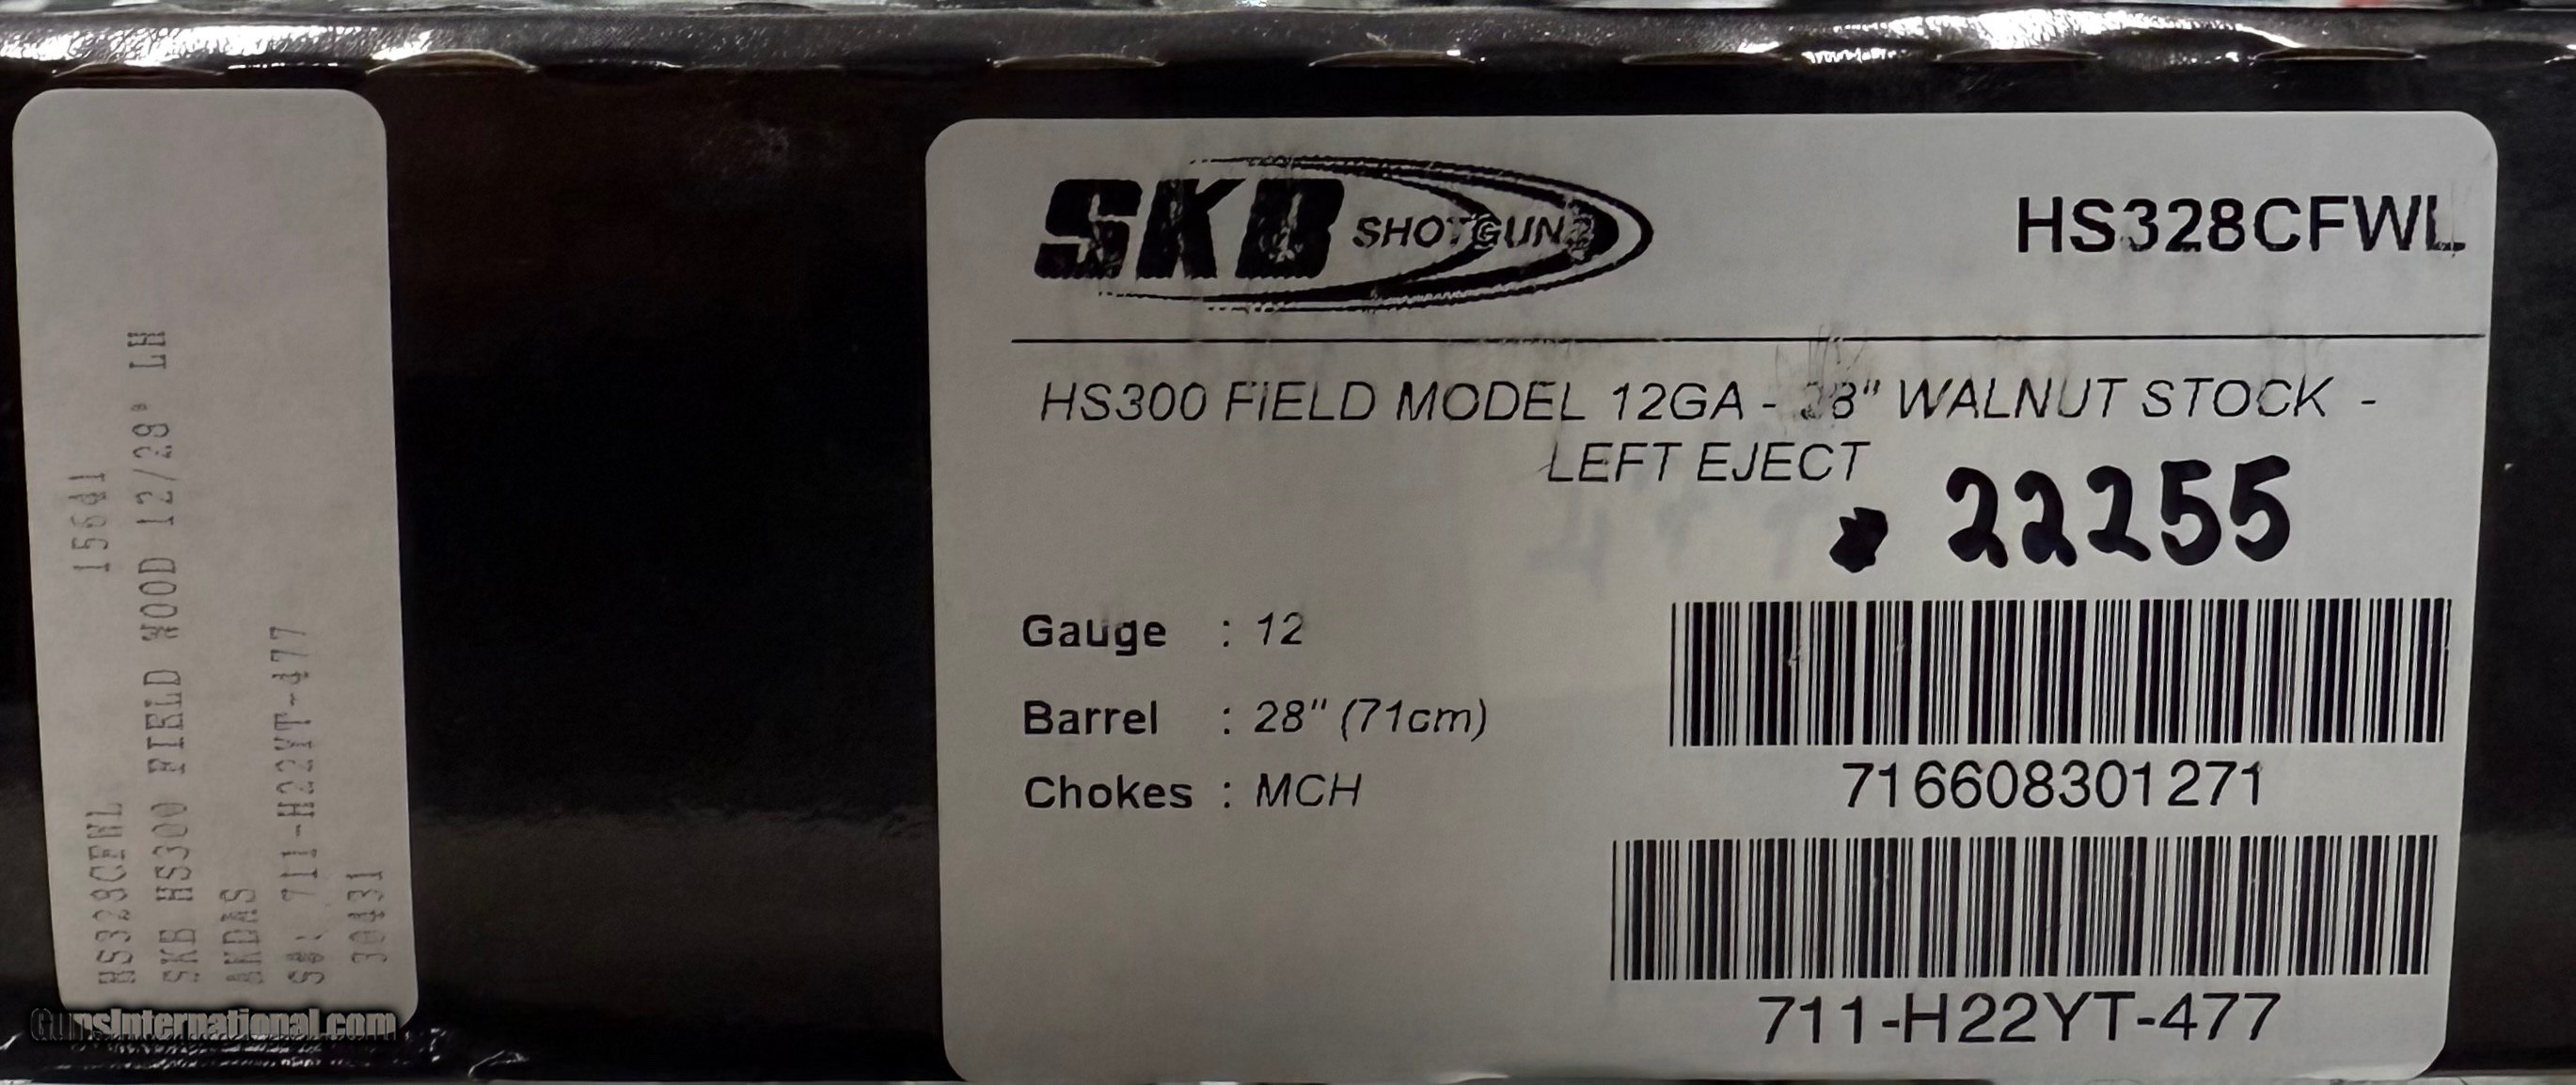 15641
HS328CFWL
SKB HS300 FIELD WOOD 12/28" LH
AKDAS
S#: 711-H22YT-477
30431
SKB SHOTGUNS
HS328CFWL
HS300 FIELD MODEL 12GA - 28" WALNUT STOCK -
LEFT EJECT
22255
Gauge : 12
Barrel : 28" (71cm)
Chokes : MCH
716608301271
711-H22YT-477
GunsInternational.com